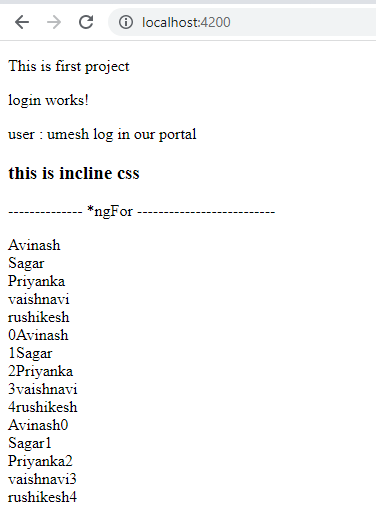 localhost:4200
This is first project
login works!
user : umesh log in our portal
this is incline css
-------------- *ngFor --------------------------
Avinash
Sagar
Priyanka
vaishnavi
rushikesh
0Avinash
1Sagar
2Priyanka
3vaishnavi
4rushikesh
Avinash0
Sagar1
Priyanka2
vaishnavi3
rushikesh4